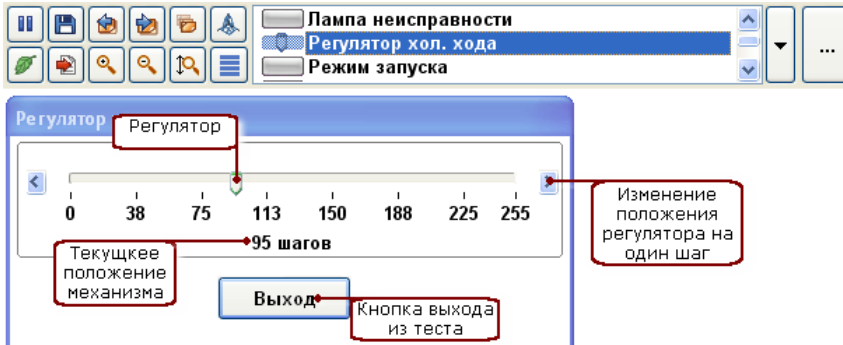 Лампа неисправности
Регулятор хол. хода
Режим запуска
...
Регулятор
Регулятор
0 38 75 113 150 188 225 255
95 шагов
Текущкее
положение
механизма
Изменение
положения
регулятора на
один шаг
Выход
Кнопка выхода
из теста